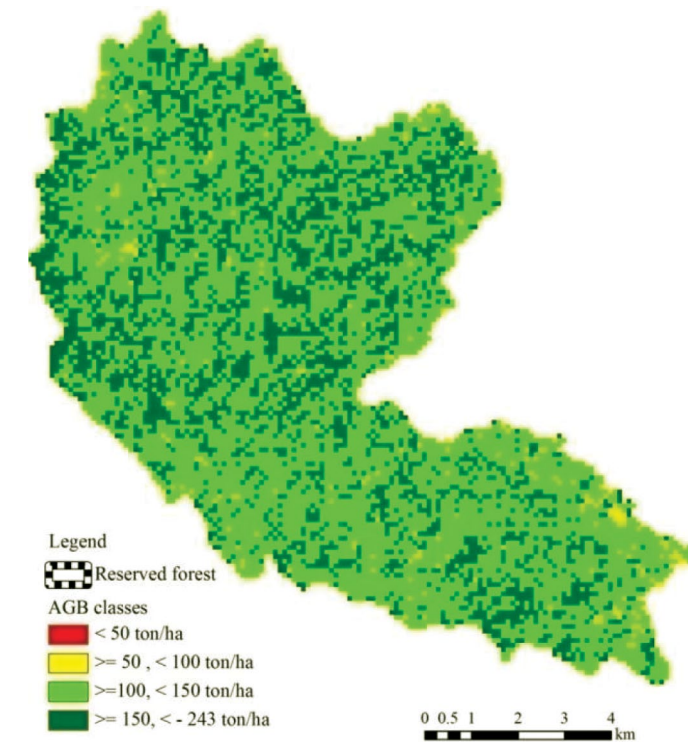 Legend
Reserved forest
AGB classes
< 50 ton/ha
>= 50 , < 100 ton/ha
>=100, < 150 ton/ha
>= 150, < - 243 ton/ha
0 0.5 1 2 3 4
km